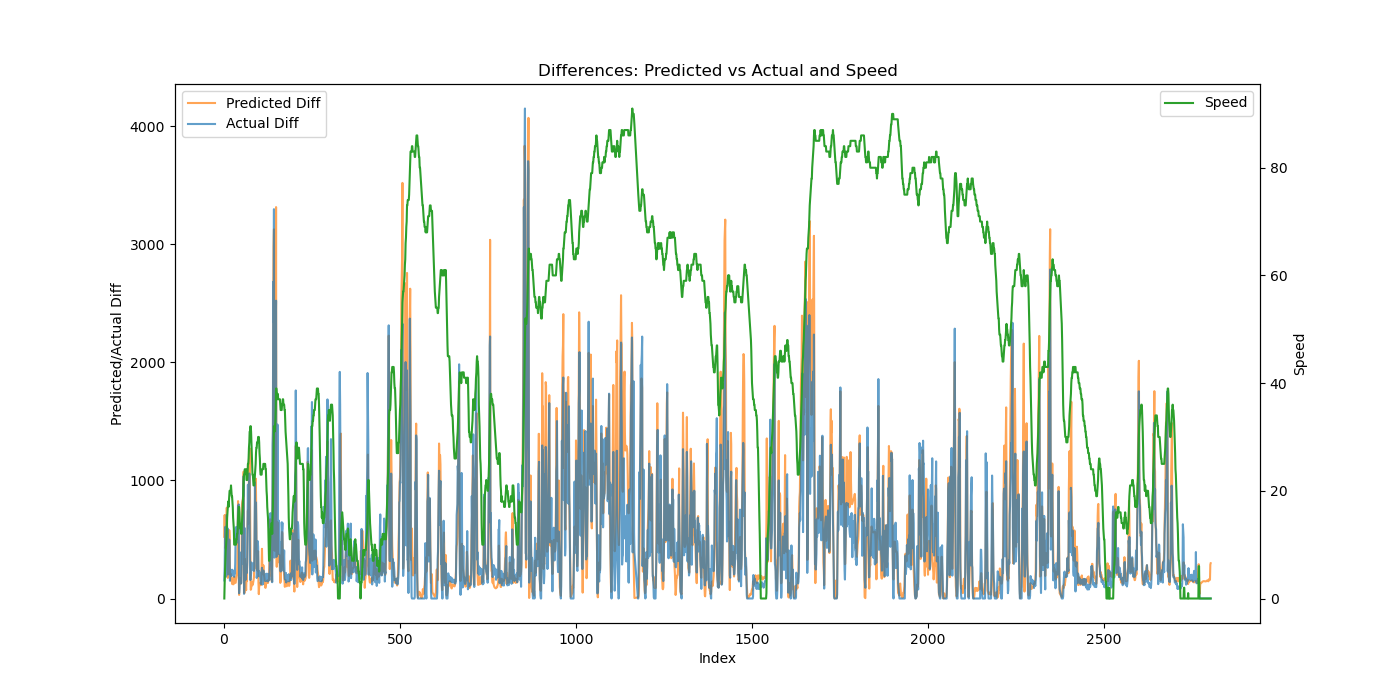 Differences: Predicted vs Actual and Speed
Predicted Diff
Actual Diff
Speed
4000
3000
2000
1000
0
Predicted/Actual Diff
80
60
40
20
0
Speed
0
500
1000
1500
2000
2500
Index